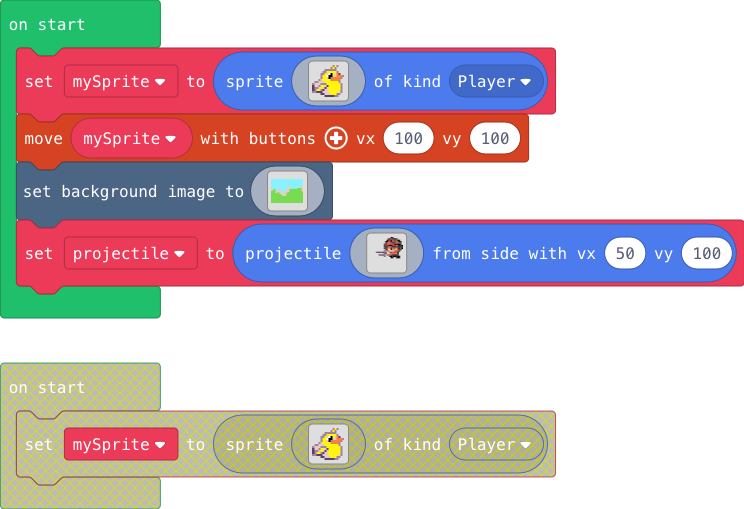 on start
set mySprite to sprite of kind Player
move mySprite with buttons vx 100 vy 100
set background image to
set projectile to projectile from side with vx 50 vy 100
on start
set mySprite to sprite of kind Player